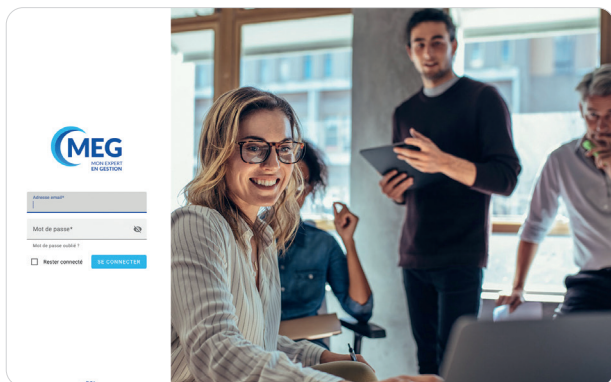 MEG
MON EXPERT
EN GESTION
Adresse email*
Mot de passe*
Mot de passe oublié ?
Rester connecté
SE CONNECTER